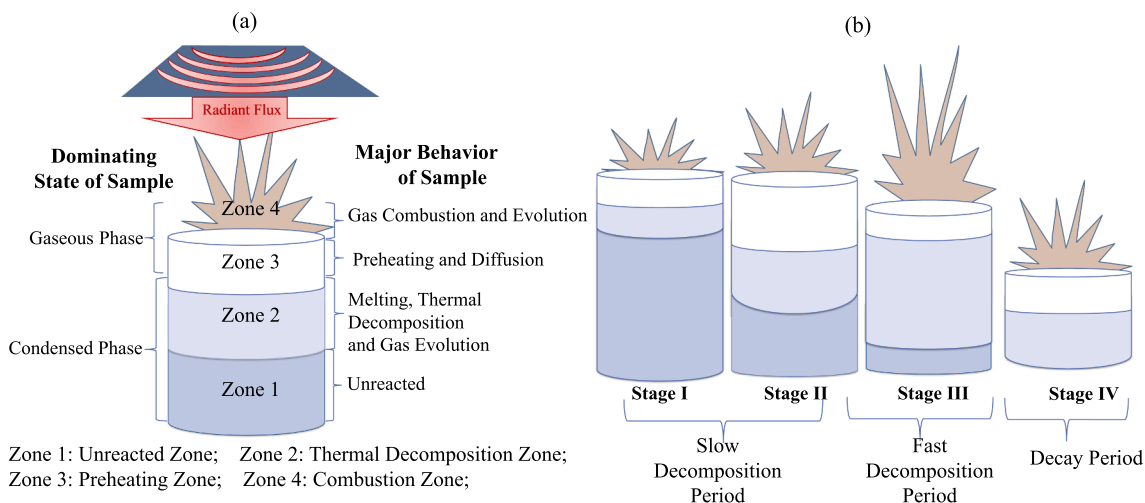 (a)
Radiant Flux
Dominating
State of Sample
Major Behavior
of Sample
Zone 4
Gas Combustion and Evolution
Gaseous Phase
Zone 3
Preheating and Diffusion
Zone 2
Melting, Thermal
Decomposition
and Gas Evolution
Condensed Phase
Zone 1
Unreacted
Zone 1: Unreacted Zone; Zone 2: Thermal Decomposition Zone;
Zone 3: Preheating Zone; Zone 4: Combustion Zone;
(b)
Stage I
Stage II
Stage III
Stage IV
Slow
Decomposition
Period
Fast
Decomposition
Period
Decay Period